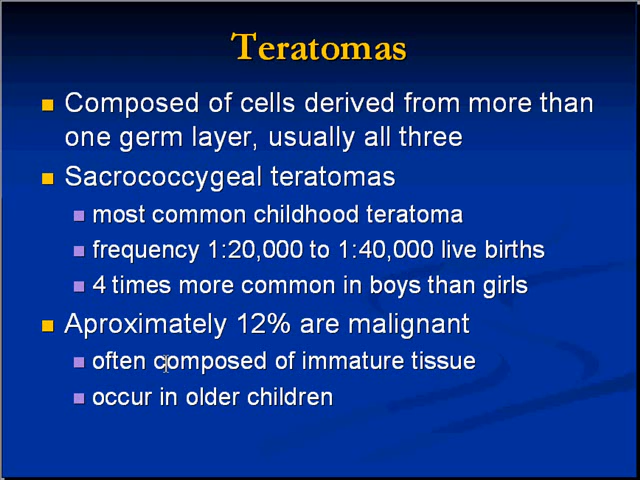 Teratomas
Composed of cells derived from more than
one germ layer, usually all three
Sacrococcygeal teratomas
most common childhood teratoma
frequency 1:20,000 to 1:40,000 live births
4 times more common in boys than girls
Aproximately 12% are malignant
often composed of immature tissue
occur in older children